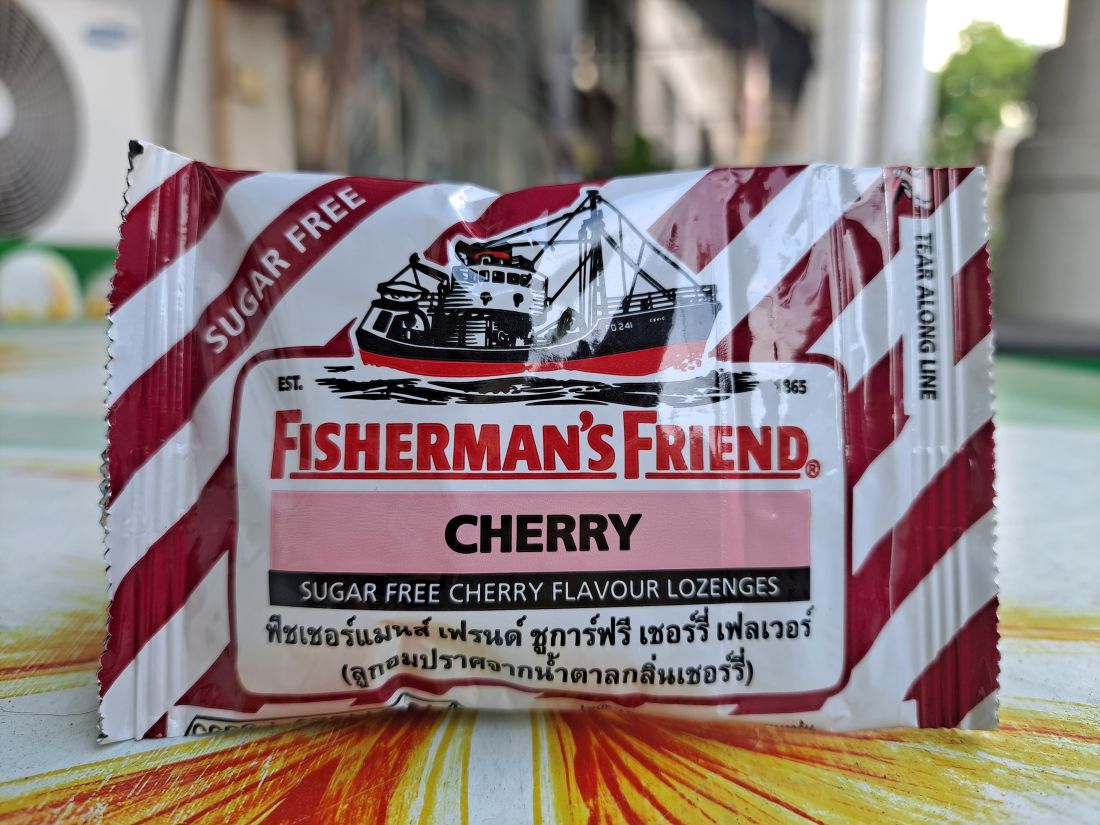 SUGAR FREE
TEAR ALONG LINE
FD 241
EST. 1865
FISHERMAN'S FRIEND®
CHERRY
SUGAR FREE CHERRY FLAVOUR LOZENGES
ฟิชเชอร์แมนส์ เฟรนด์ ชูการ์ฟรี เชอร์รี่ เฟลเวอร์
(ลูกอมปราศจากน้ำตาลกลิ่นเชอร์รี่)